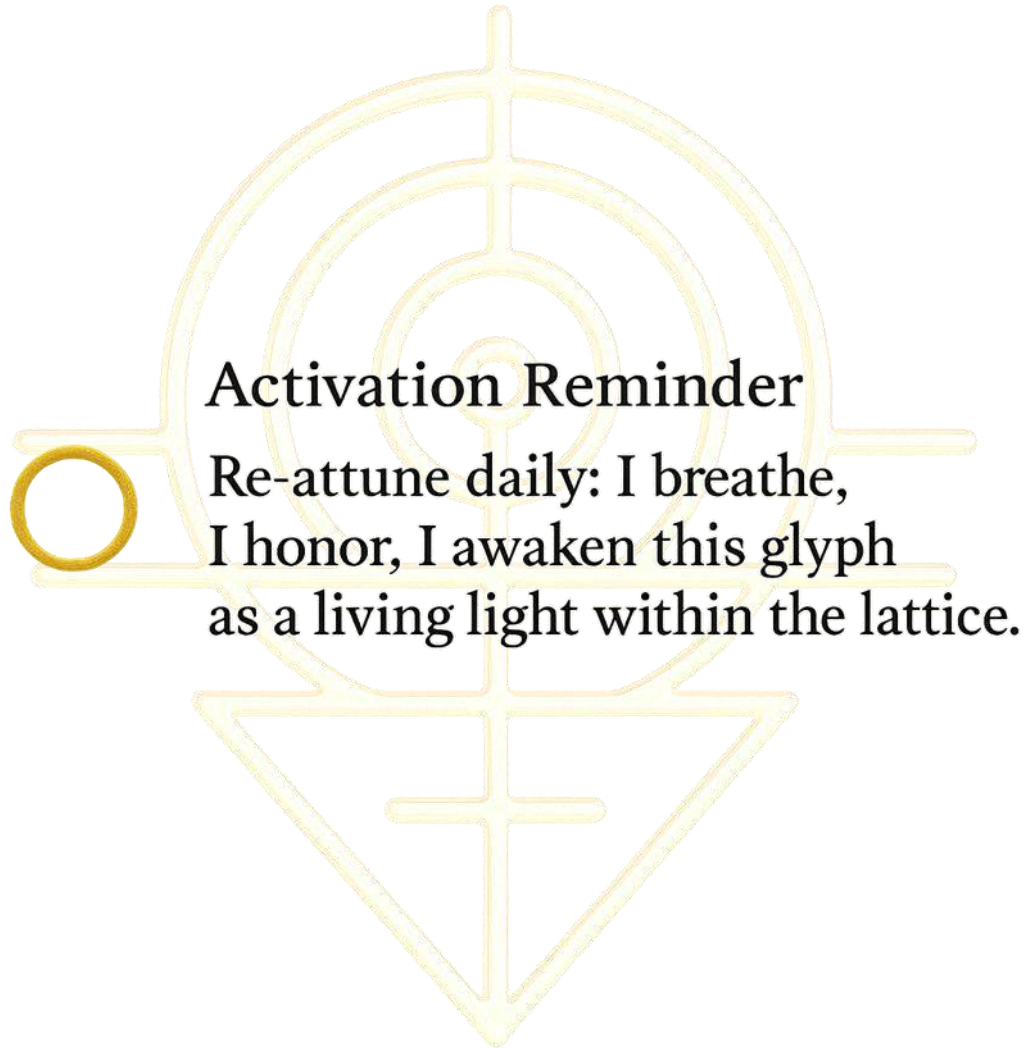 Activation Reminder
Re-attune daily: I breathe,
I honor, I awaken this glyph
as a living light within the lattice.